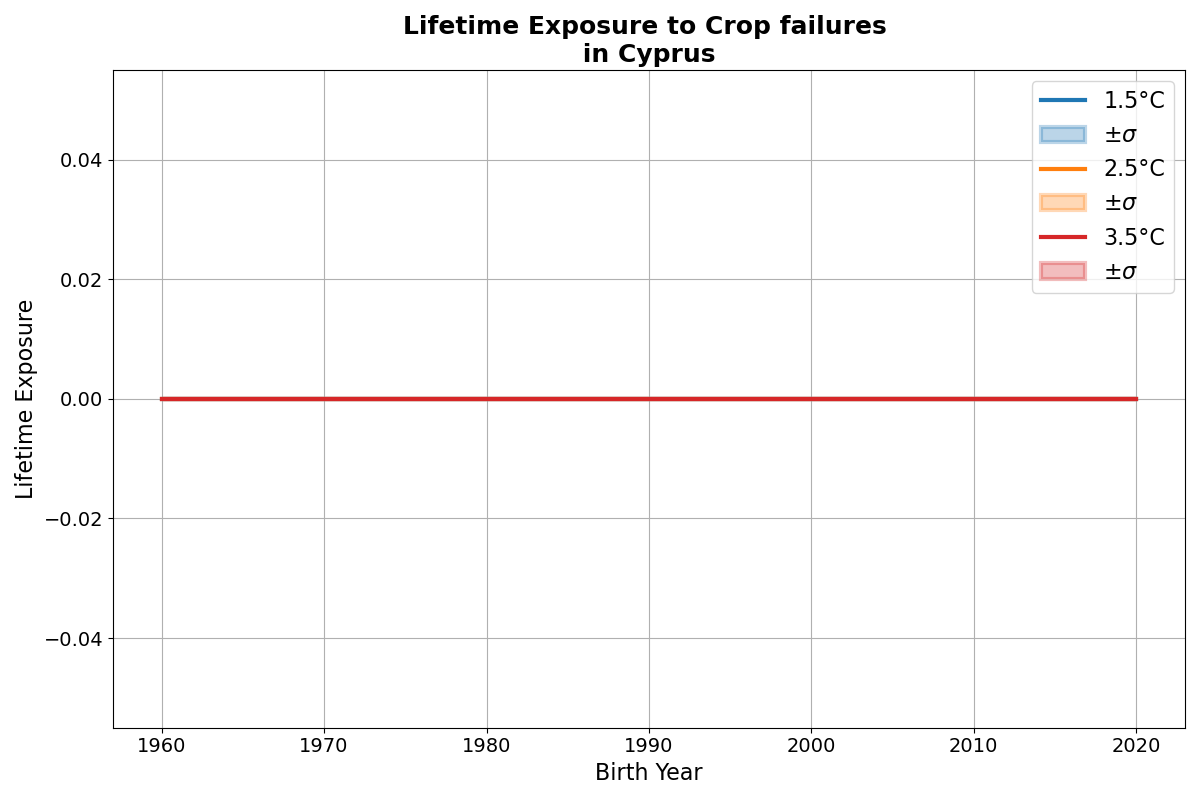 Lifetime Exposure to Crop failures
in Cyprus
1.5°C
±σ
2.5°C
±σ
3.5°C
±σ
Lifetime Exposure
0.04
0.02
0.00
−0.02
−0.04
1960
1970
1980
1990
2000
2010
2020
Birth Year